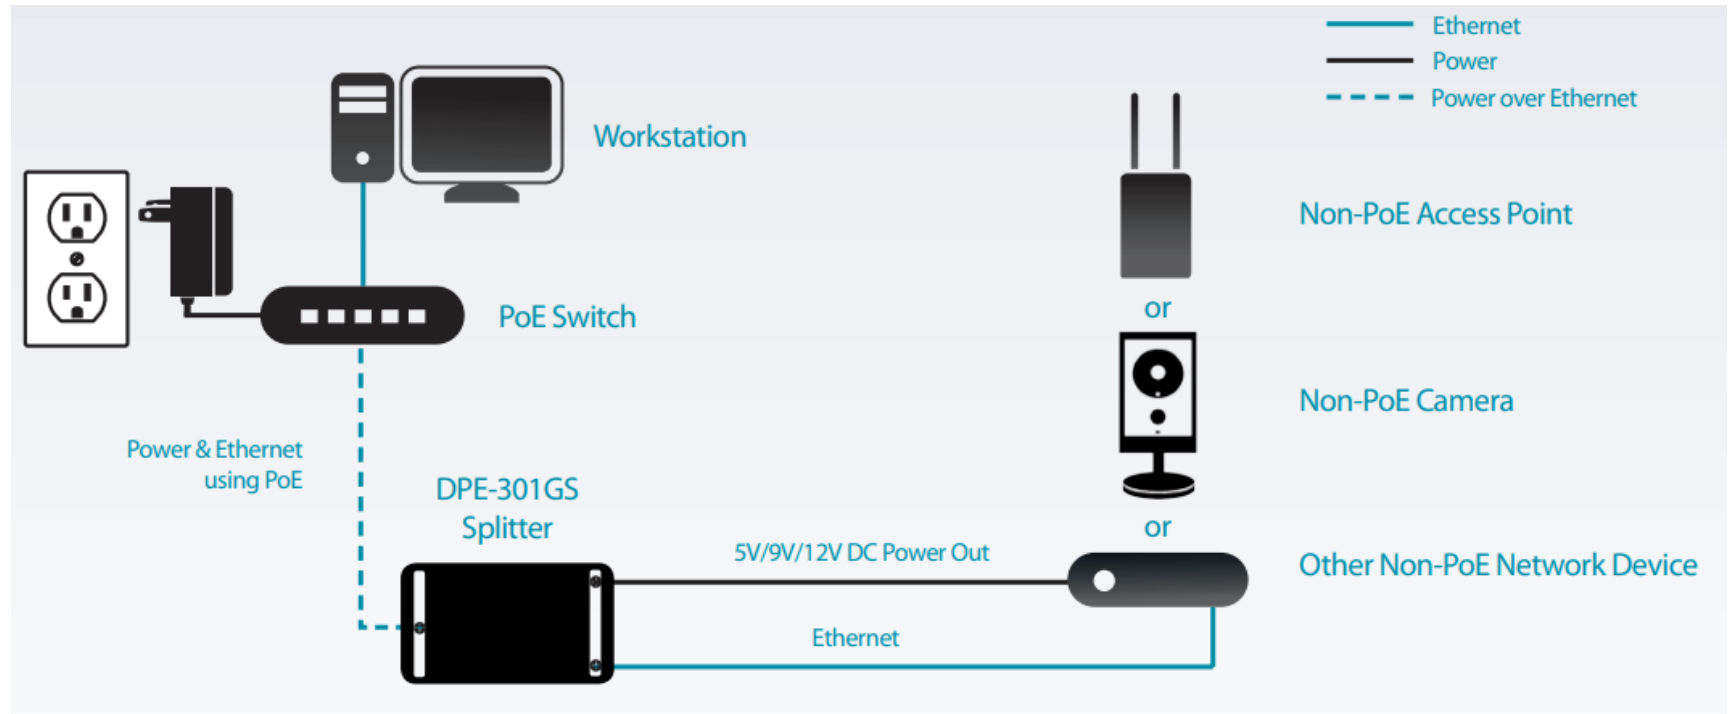 Ethernet
Power
Power over Ethernet
Workstation
Non-PoE Access Point
or
PoE Switch
Non-PoE Camera
Power & Ethernet
using PoE
DPE-301GS
Splitter
or
5V/9V/12V DC Power Out
Other Non-PoE Network Device
Ethernet